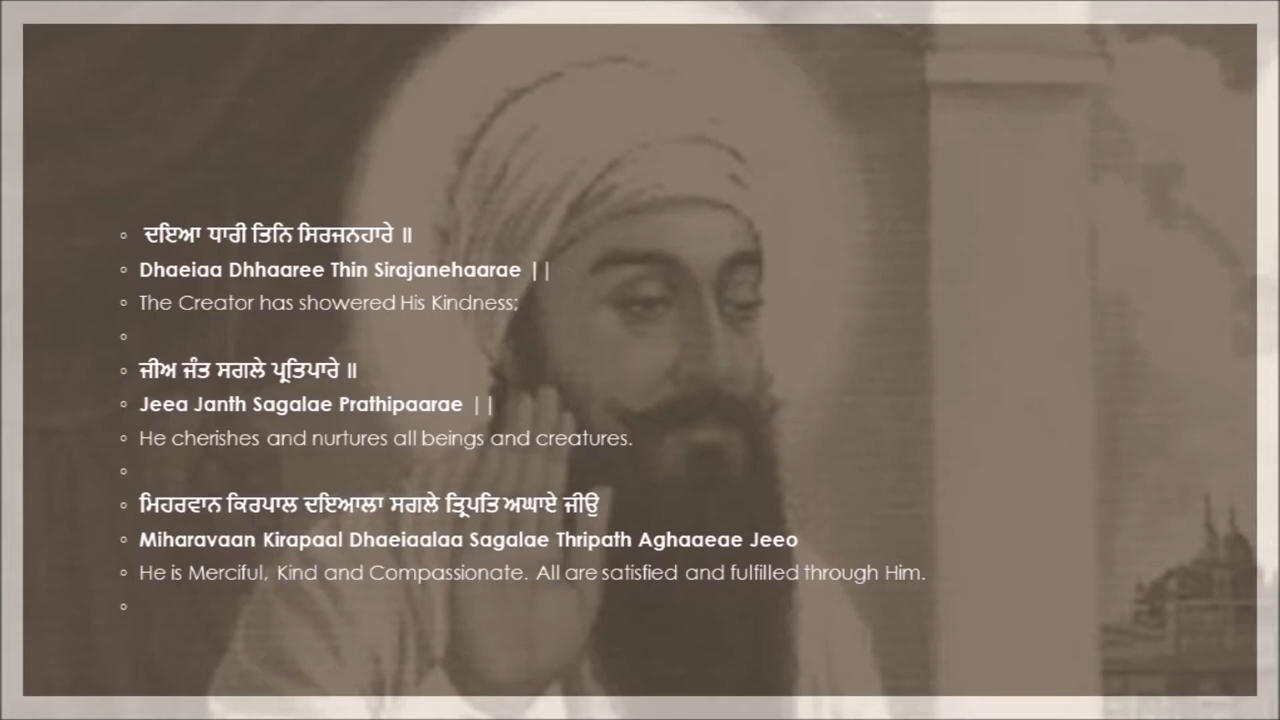 ਦਇਆ ਧਾਰੀ ਤਿਨਿ ਸਿਰਜਨਹਾਰੇ ॥
Dhaeiaa Dhhaaree Thin Sirajanehaarae ||
The Creator has showered His Kindness;
ਜੀਅ ਜੰਤ ਸਗਲੇ ਪ੍ਰਤਿਪਾਰੇ ॥
Jeea Janth Sagalae Prathipaarae ||
He cherishes and nurtures all beings and creatures.
ਮਿਹਰਵਾਨ ਕਿਰਪਾਲ ਦਇਆਲਾ ਸਗਲੇ ਤ੍ਰਿਪਤਿ ਅਘਾਏ ਜੀਉ
Miharavaan Kirapaal Dhaeiaalaa Sagalae Thripath Aghaaeae Jeeo
He is Merciful, Kind and Compassionate. All are satisfied and fulfilled through Him.